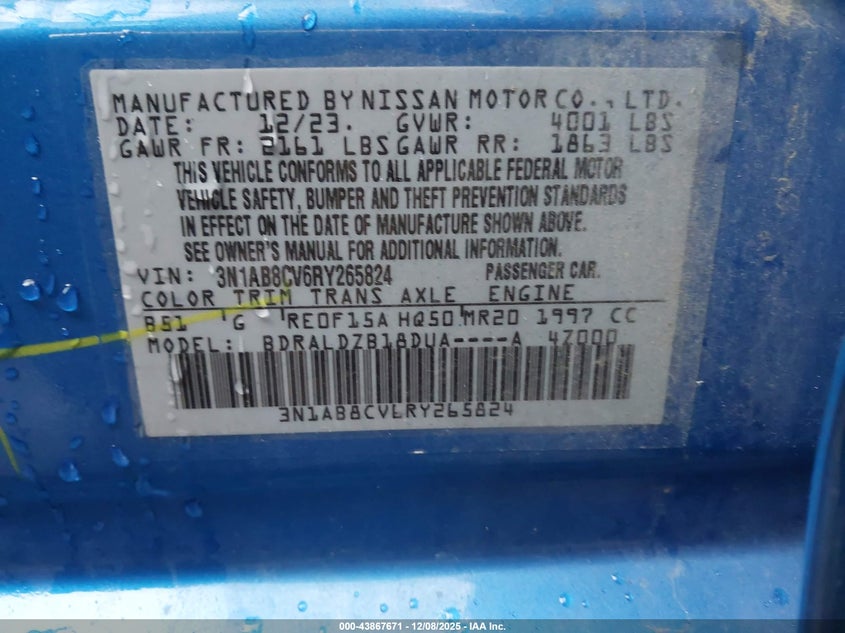 MANUFACTURED BY NISSAN MOTOR CO., LTD.
DATE: 12/23. GVWR: 4001 LBS
GAWR FR: 2161 LBS GAWR RR: 1863 LBS
THIS VEHICLE CONFORMS TO ALL APPLICABLE FEDERAL MOTOR
VEHICLE SAFETY, BUMPER AND THEFT PREVENTION STANDARDS
IN EFFECT ON THE DATE OF MANUFACTURE SHOWN ABOVE.
SEE OWNER'S MANUAL FOR ADDITIONAL INFORMATION.
VIN: 3N1AB8CV6RY265824 PASSENGER CAR.
COLOR TRIM TRANS AXLE ENGINE
B51 G RE0F15A HQ50 MR20 1997 CC
MODEL: BDRALDZB18DUA----A 4Z000
3N1AB8CV6RY265824
000-43867671 - 12/08/2025 - IAA Inc.